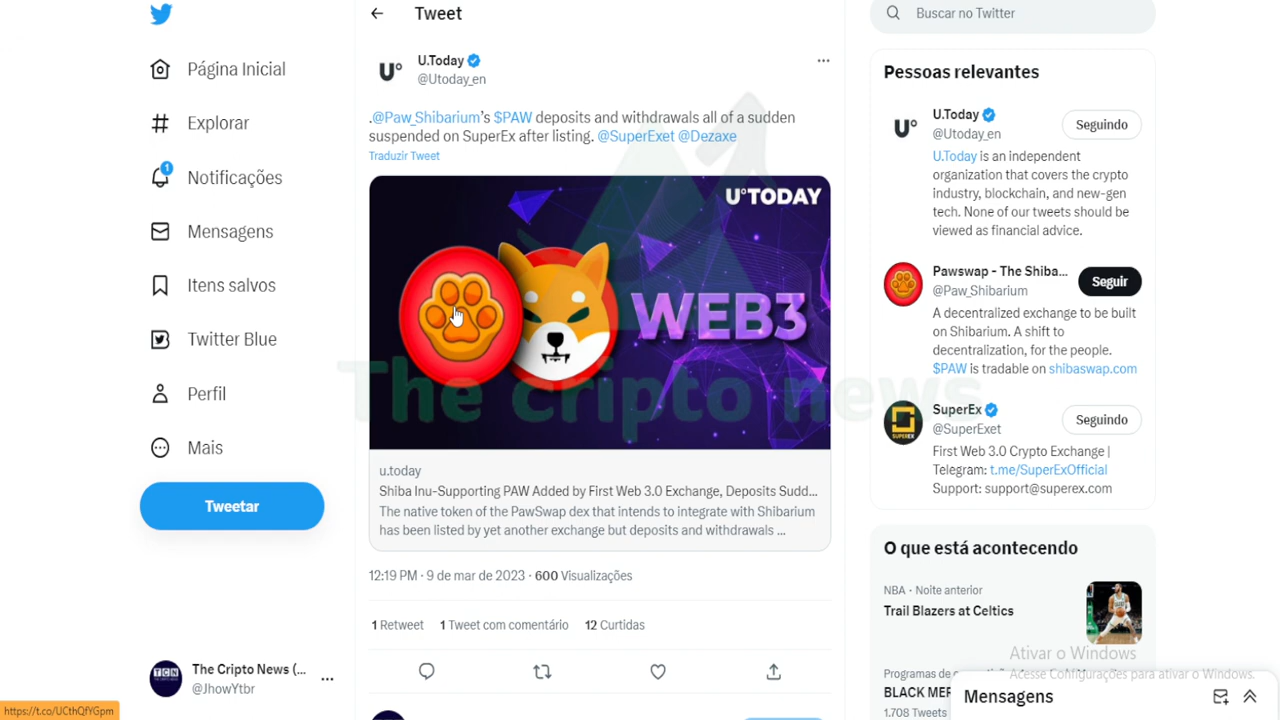 Tweet
Buscar no Twitter
Página Inicial
Explorar
1
Notificações
Mensagens
Itens salvos
Twitter Blue
Perfil
Mais
Tweetar
The Cripto News (...
@JhowYtbr
TCN
https://t.co/UCthQfYGpm
U.Today
@Utoday_en
.@Paw_Shibarium's $PAW deposits and withdrawals all of a sudden
suspended on SuperEx after listing. @SuperExet @Dezaxe
Traduzir Tweet
U°TODAY
WEB3
The cripto news
u.today
Shiba Inu-Supporting PAW Added by First Web 3.0 Exchange, Deposits Sudd...
The native token of the PawSwap dex that intends to integrate with Shibarium
has been listed by yet another exchange but deposits and withdrawals ...
12:19 PM · 9 de mar de 2023 · 600 Visualizações
1 Retweet 1 Tweet com comentário 12 Curtidas
Pessoas relevantes
U.Today
@Utoday_en
Seguindo
U.Today is an independent
organization that covers the crypto
industry, blockchain, and new-gen
tech. None of our tweets should be
viewed as financial advice.
Pawswap - The Shiba...
@Paw_Shibarium
Seguir
A decentralized exchange to be built
on Shibarium. A shift to
decentralization, for the people.
$PAW is tradable on shibaswap.com
SUPEREX
SuperEx
@SuperExet
Seguindo
First Web 3.0 Crypto Exchange |
Telegram: t.me/SuperExOfficial
Support: support@superex.com
O que está acontecendo
NBA · Noite anterior
Trail Blazers at Celtics
Ativar o Windows
Acesse Configurações para ativar o Windows.
Programas de
BLACK MER
1.708 Tweets
Mensagens